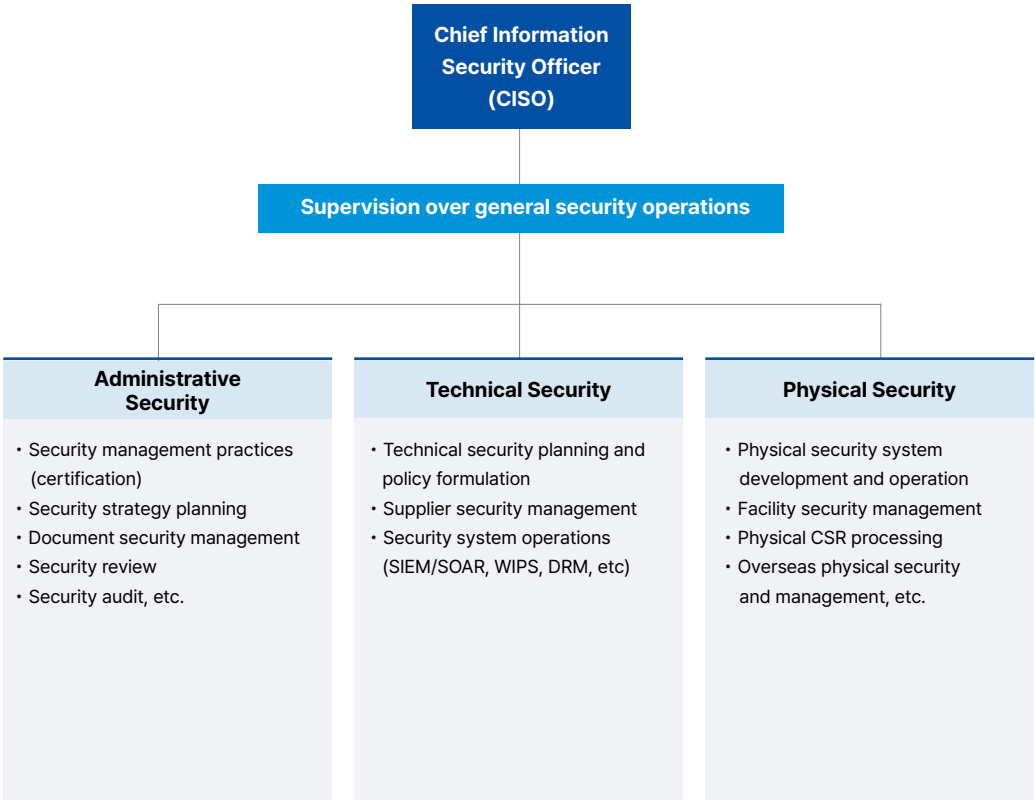 Chief Information
Security Officer
(CISO)
Supervision over general security operations
Administrative
Security
• Security management practices
(certification)
• Security strategy planning
• Document security management
• Security review
• Security audit, etc.
Technical Security
• Technical security planning and
policy formulation
• Supplier security management
• Security system operations
(SIEM/SOAR, WIPS, DRM, etc)
Physical Security
• Physical security system
development and operation
• Facility security management
• Physical CSR processing
• Overseas physical security
and management, etc.